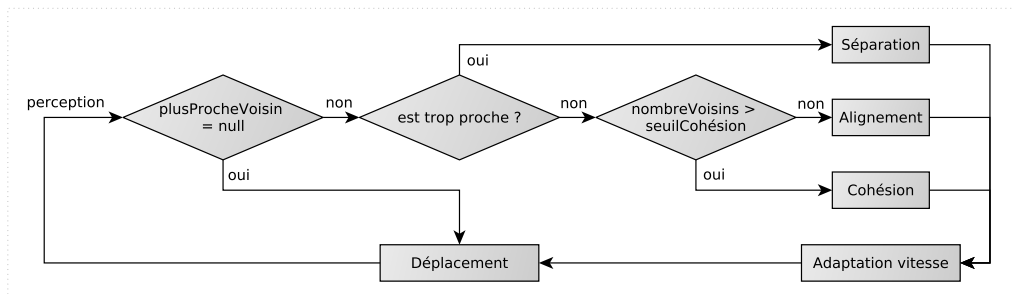 Séparation
oui
perception
plusProcheVoisin
= null
non
est trop proche ?
non
nombreVoisins >
seuilCohésion
non
Alignement
oui
oui
Cohésion
Déplacement
Adaptation vitesse